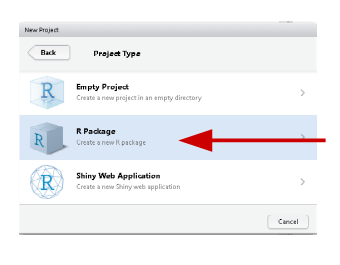 New Project
Back
Project Type
R
Empty Project
Create a new project in an empty directory
R
R Package
Create a new R package
R
Shiny Web Application
Create a new Shiny web application
Cancel